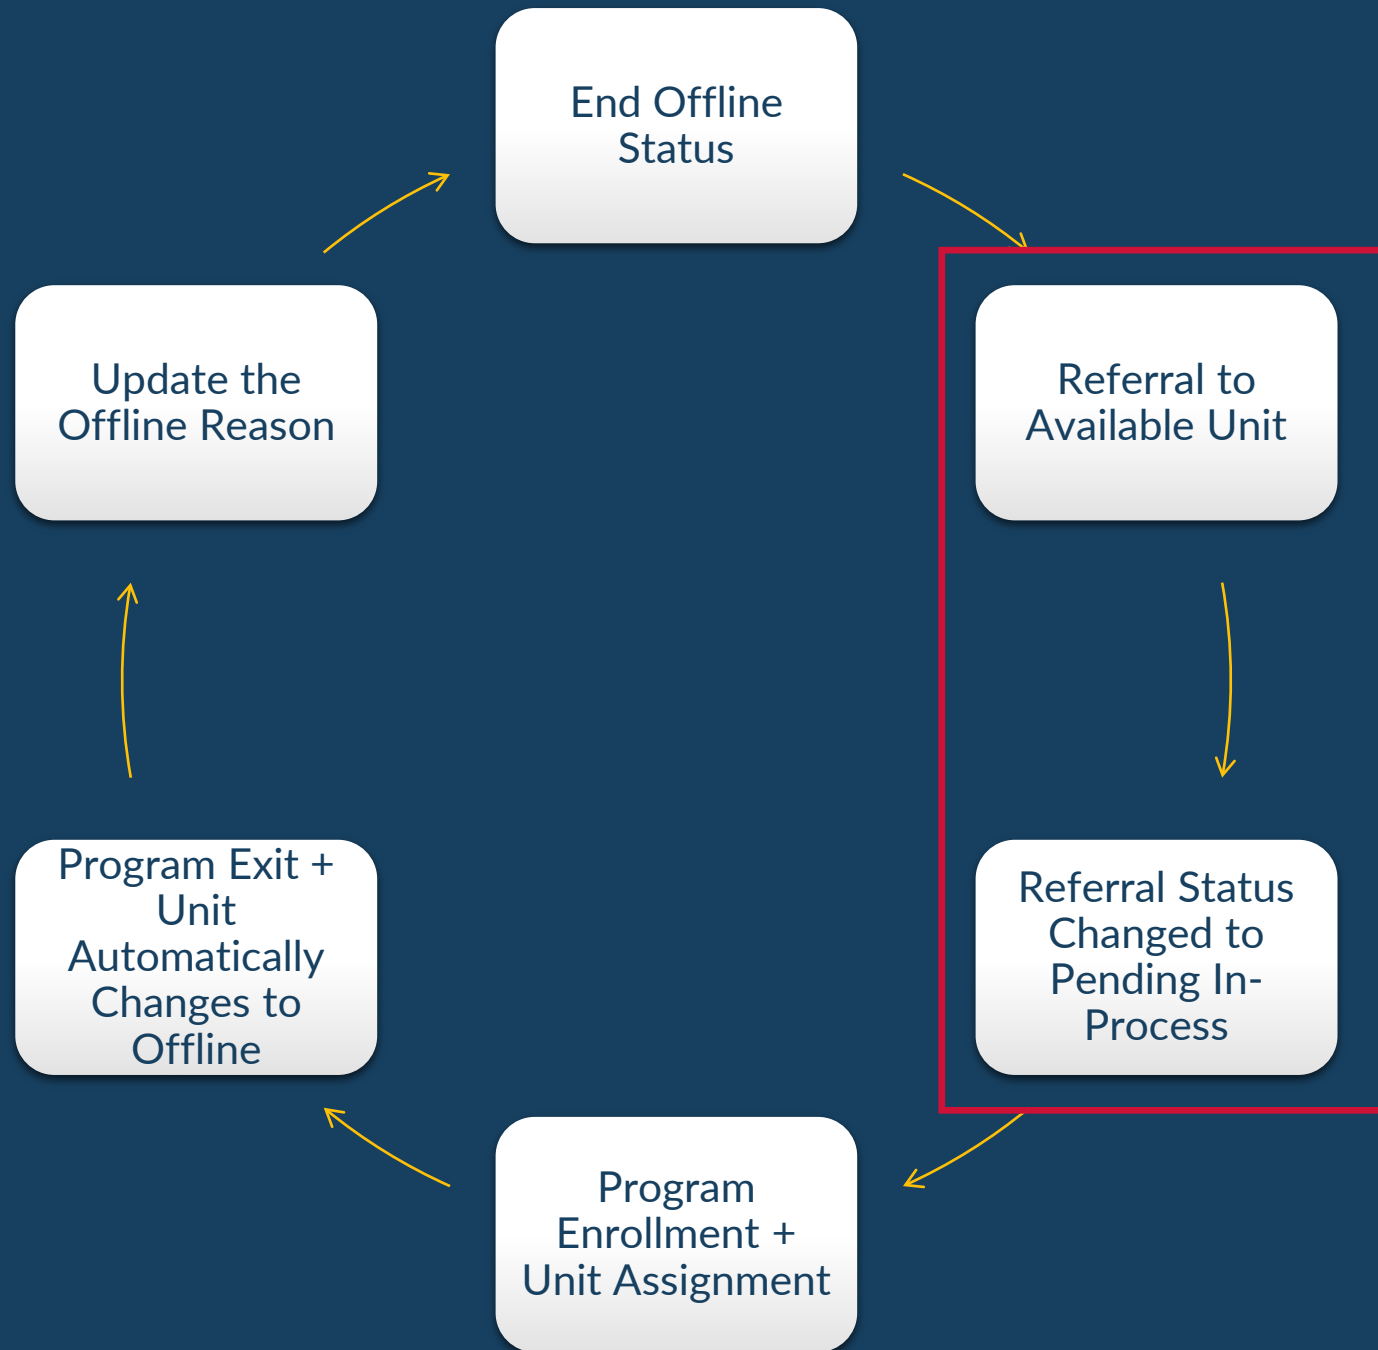 End Offline
Status
Referral to
Available Unit
Referral Status
Changed to
Pending In-
Process
Program
Enrollment +
Unit Assignment
Program Exit +
Unit
Automatically
Changes to
Offline
Update the
Offline Reason